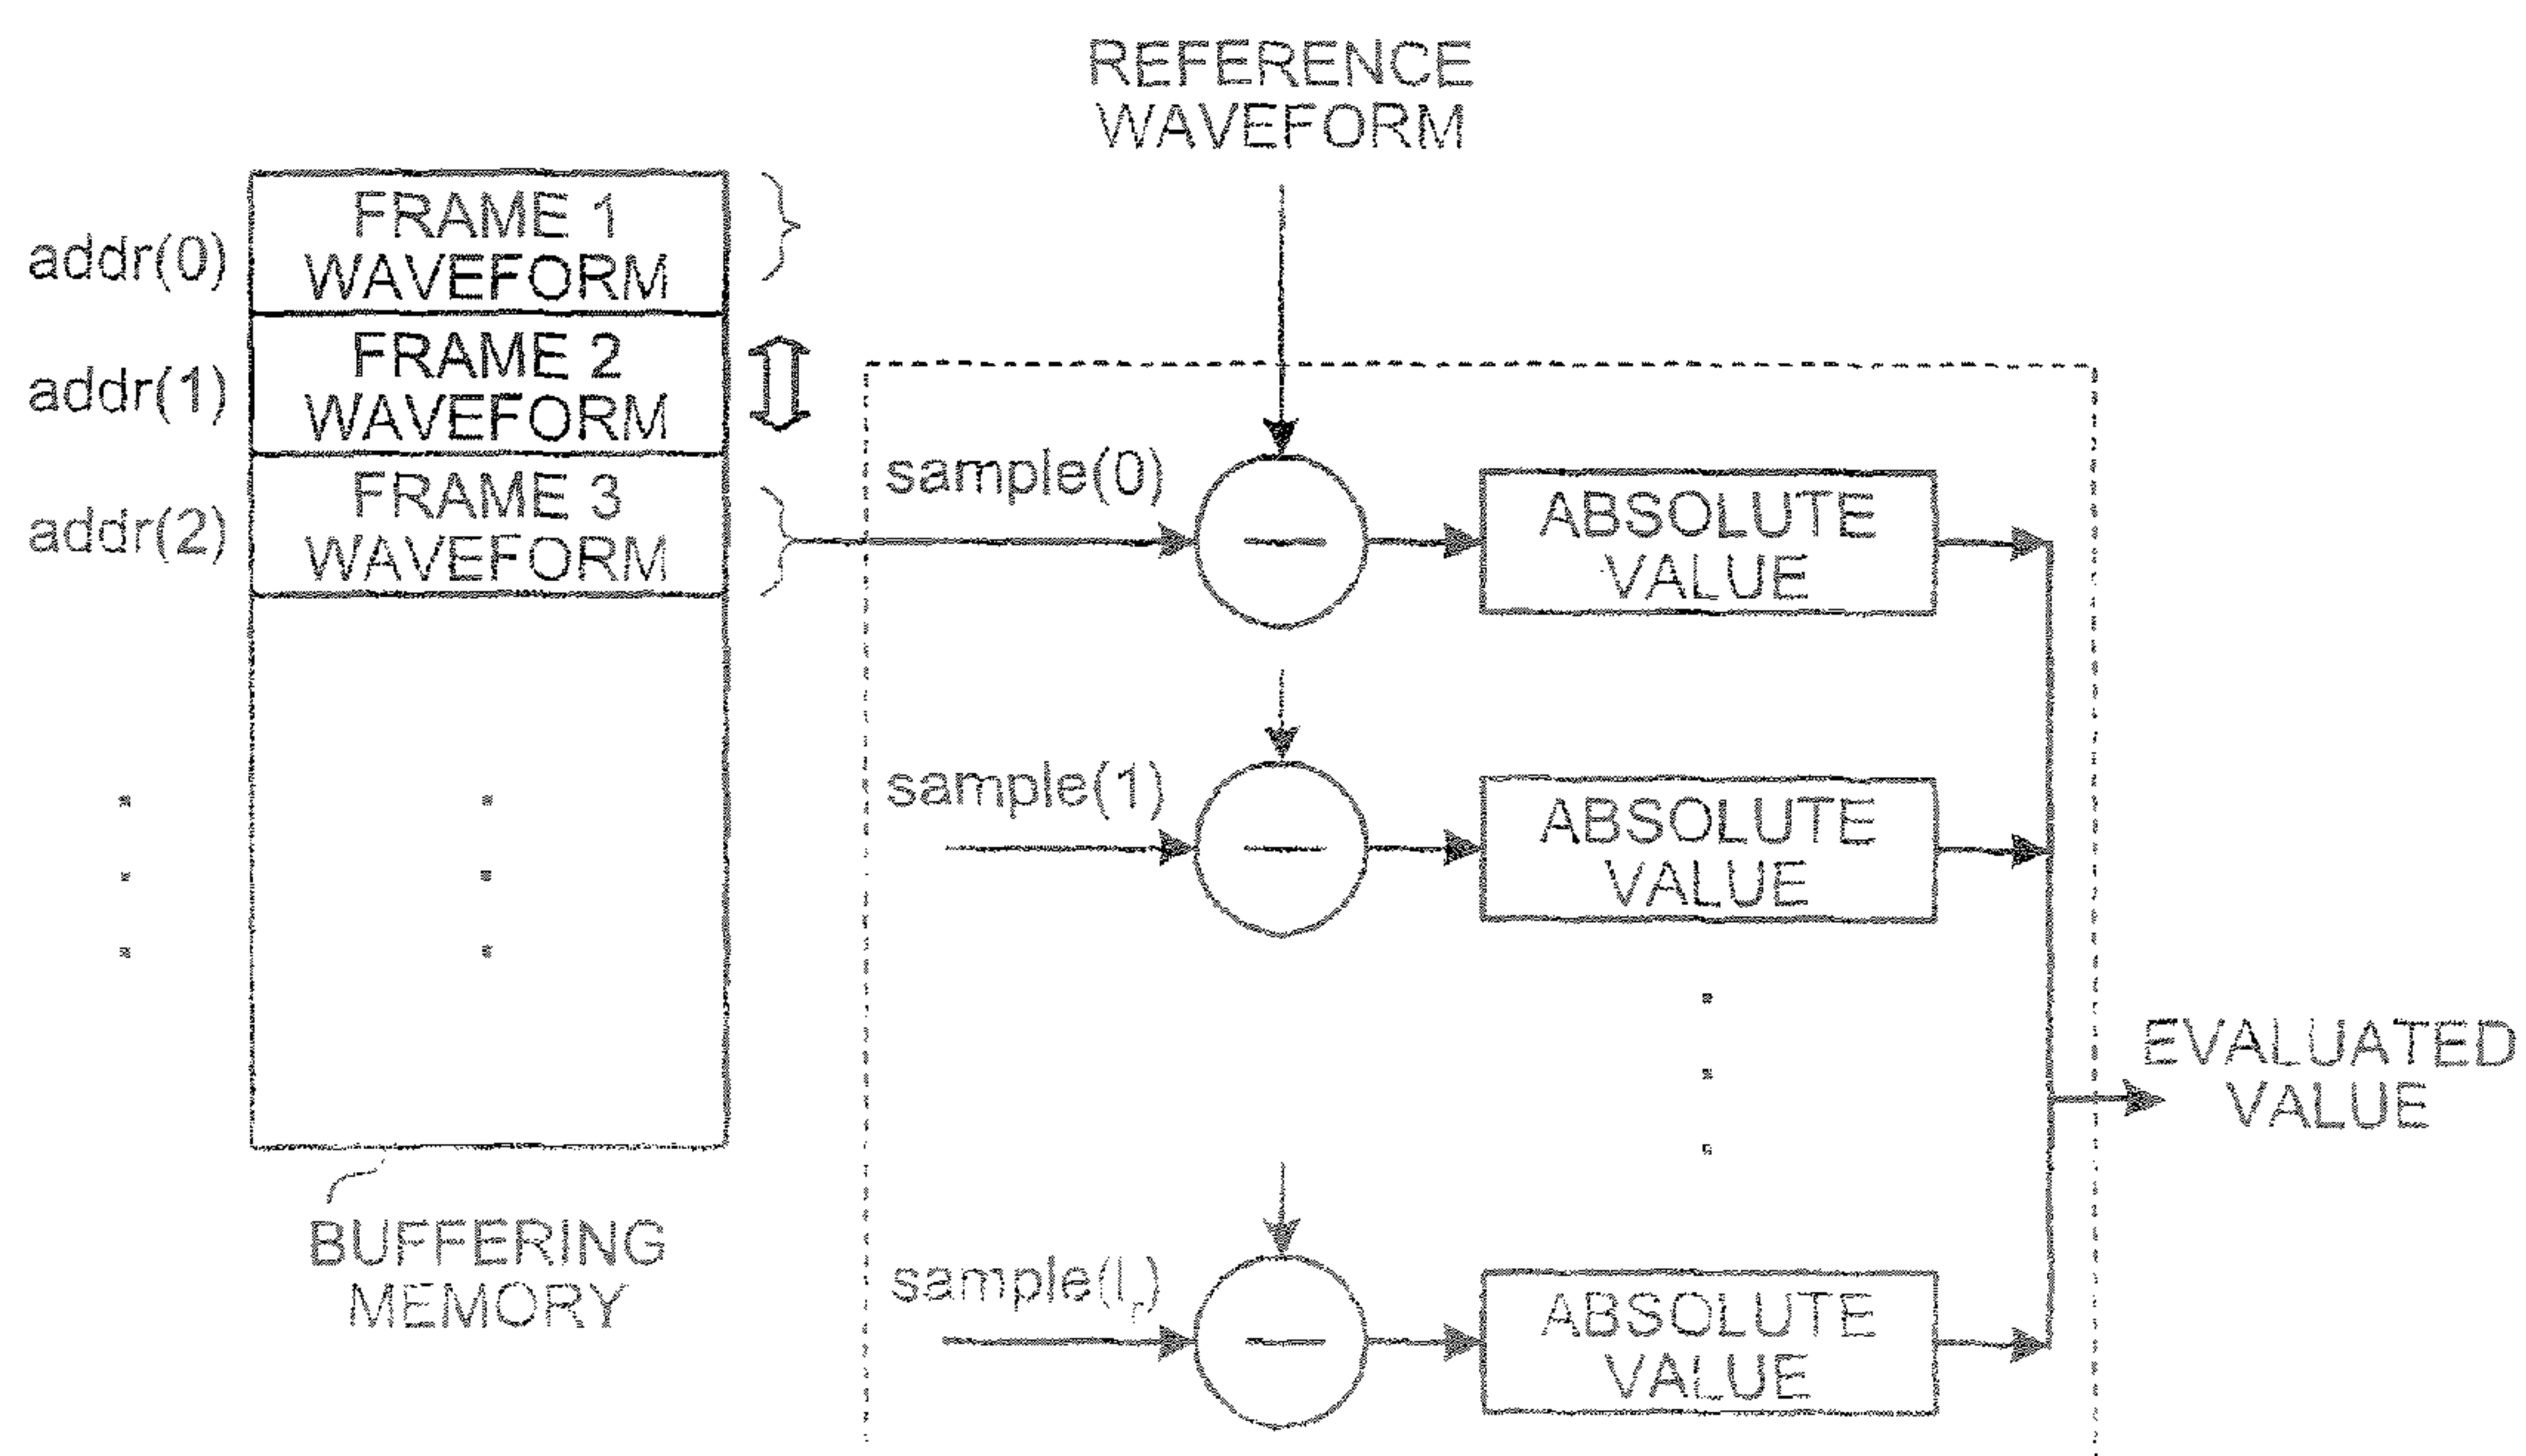 REFERENCE
WAVEFORM
addr(0)
FRAME 1
WAVEFORM
addr(1)
FRAME 2
WAVEFORM
addr(2)
FRAME 3
WAVEFORM
BUFFERING
MEMORY
sample(0)
ABSOLUTE
VALUE
sample(1)
ABSOLUTE
VALUE
sample(lᵣ)
ABSOLUTE
VALUE
EVALUATED
VALUE